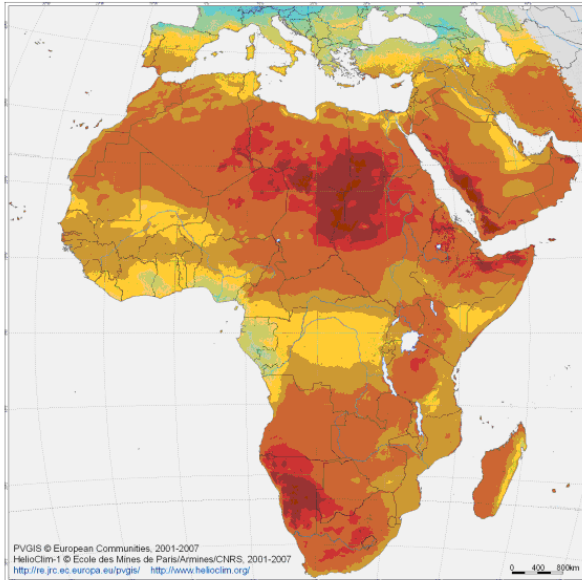 PVGIS © European Communities, 2001-2007
HelioClim-1 © Ecole des Mines de Paris/Armines/CNRS, 2001-2007
http://re.jrc.ec.europa.eu/pvgis/ http://www.helioclim.org/
0 400 800km